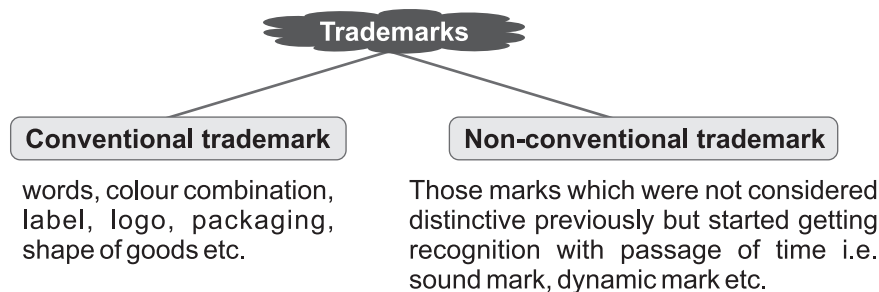 Trademarks
Conventional trademark
words, colour combination,
label, logo, packaging,
shape of goods etc.
Non-conventional trademark
Those marks which were not considered
distinctive previously but started getting
recognition with passage of time i.e.
sound mark, dynamic mark etc.